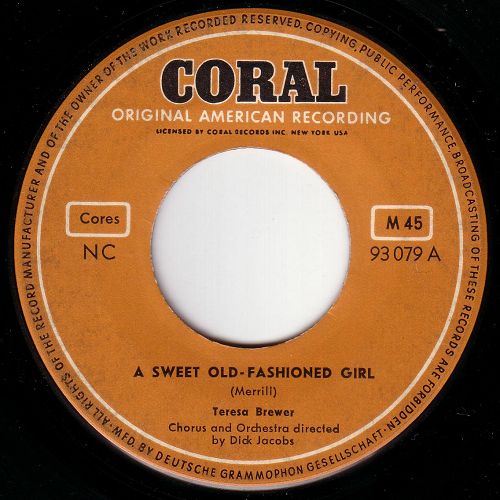 CORAL
ORIGINAL AMERICAN RECORDING
LICENSED BY CORAL RECORDS INC. NEW YORK USA
Cores
NC
M 45
93 079 A
A SWEET OLD-FASHIONED GIRL
(Merrill)
Teresa Brewer
Chorus and Orchestra directed
by Dick Jacobs
ALL RIGHTS OF THE RECORD MANUFACTURER AND OF THE OWNER OF THE WORK RECORDED RESERVED. COPYING, PUBLIC PERFORMANCE, BROADCASTING OF THESE RECORDS ARE FORBIDDEN·
·MFD. BY DEUTSCHE GRAMMOPHON GESELLSCHAFT·